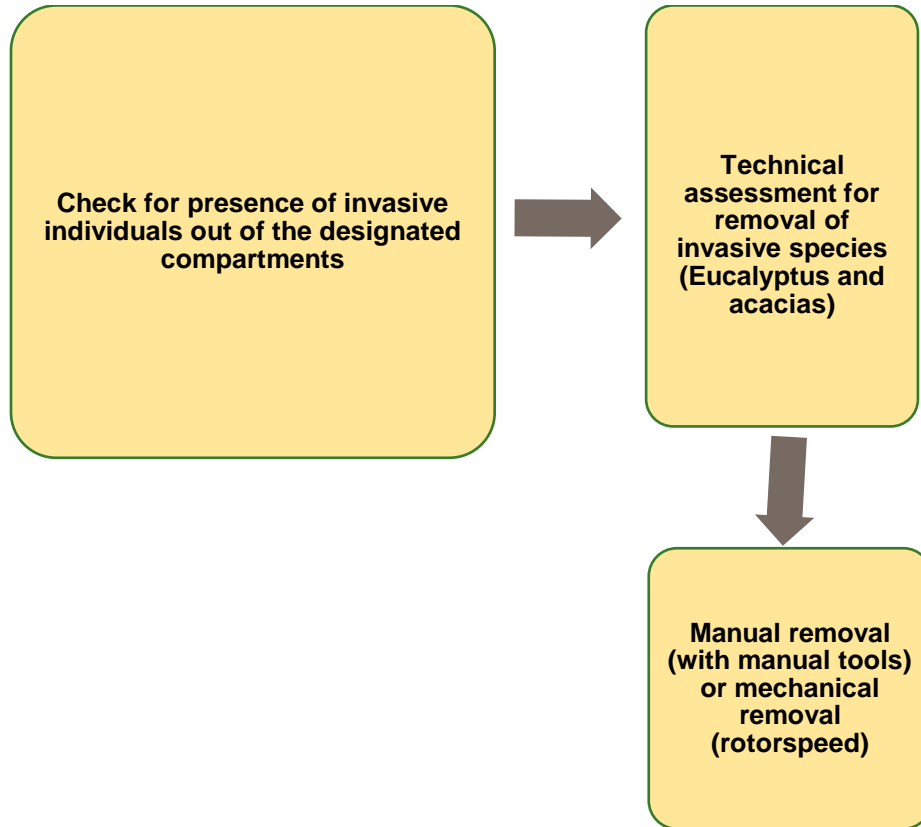 Check for presence of invasive
individuals out of the designated
compartments
Technical
assessment for
removal of
invasive species
(Eucalyptus and
acacias)
Manual removal
(with manual tools)
or mechanical
removal
(rotorspeed)